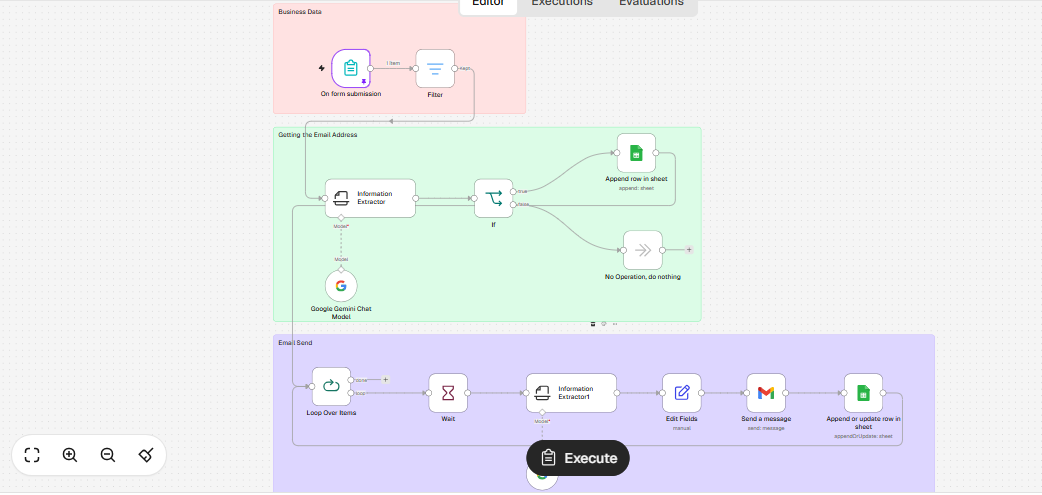 Editor Executions Evaluations
Business Data
1 item
On form submission
Filter
Getting the Email Address
Append row in sheet
append: sheet
Information
Extractor
true
false
If
Model*
Model
No Operation, do nothing
+
Google Gemini Chat
Model
Email Send
done
+
loop
Loop Over Items
Wait
Information
Extractor1
Model*
Edit Fields
manual
Send a message
send: message
Append or update row in
sheet
appendOrUpdate: sheet
Execute